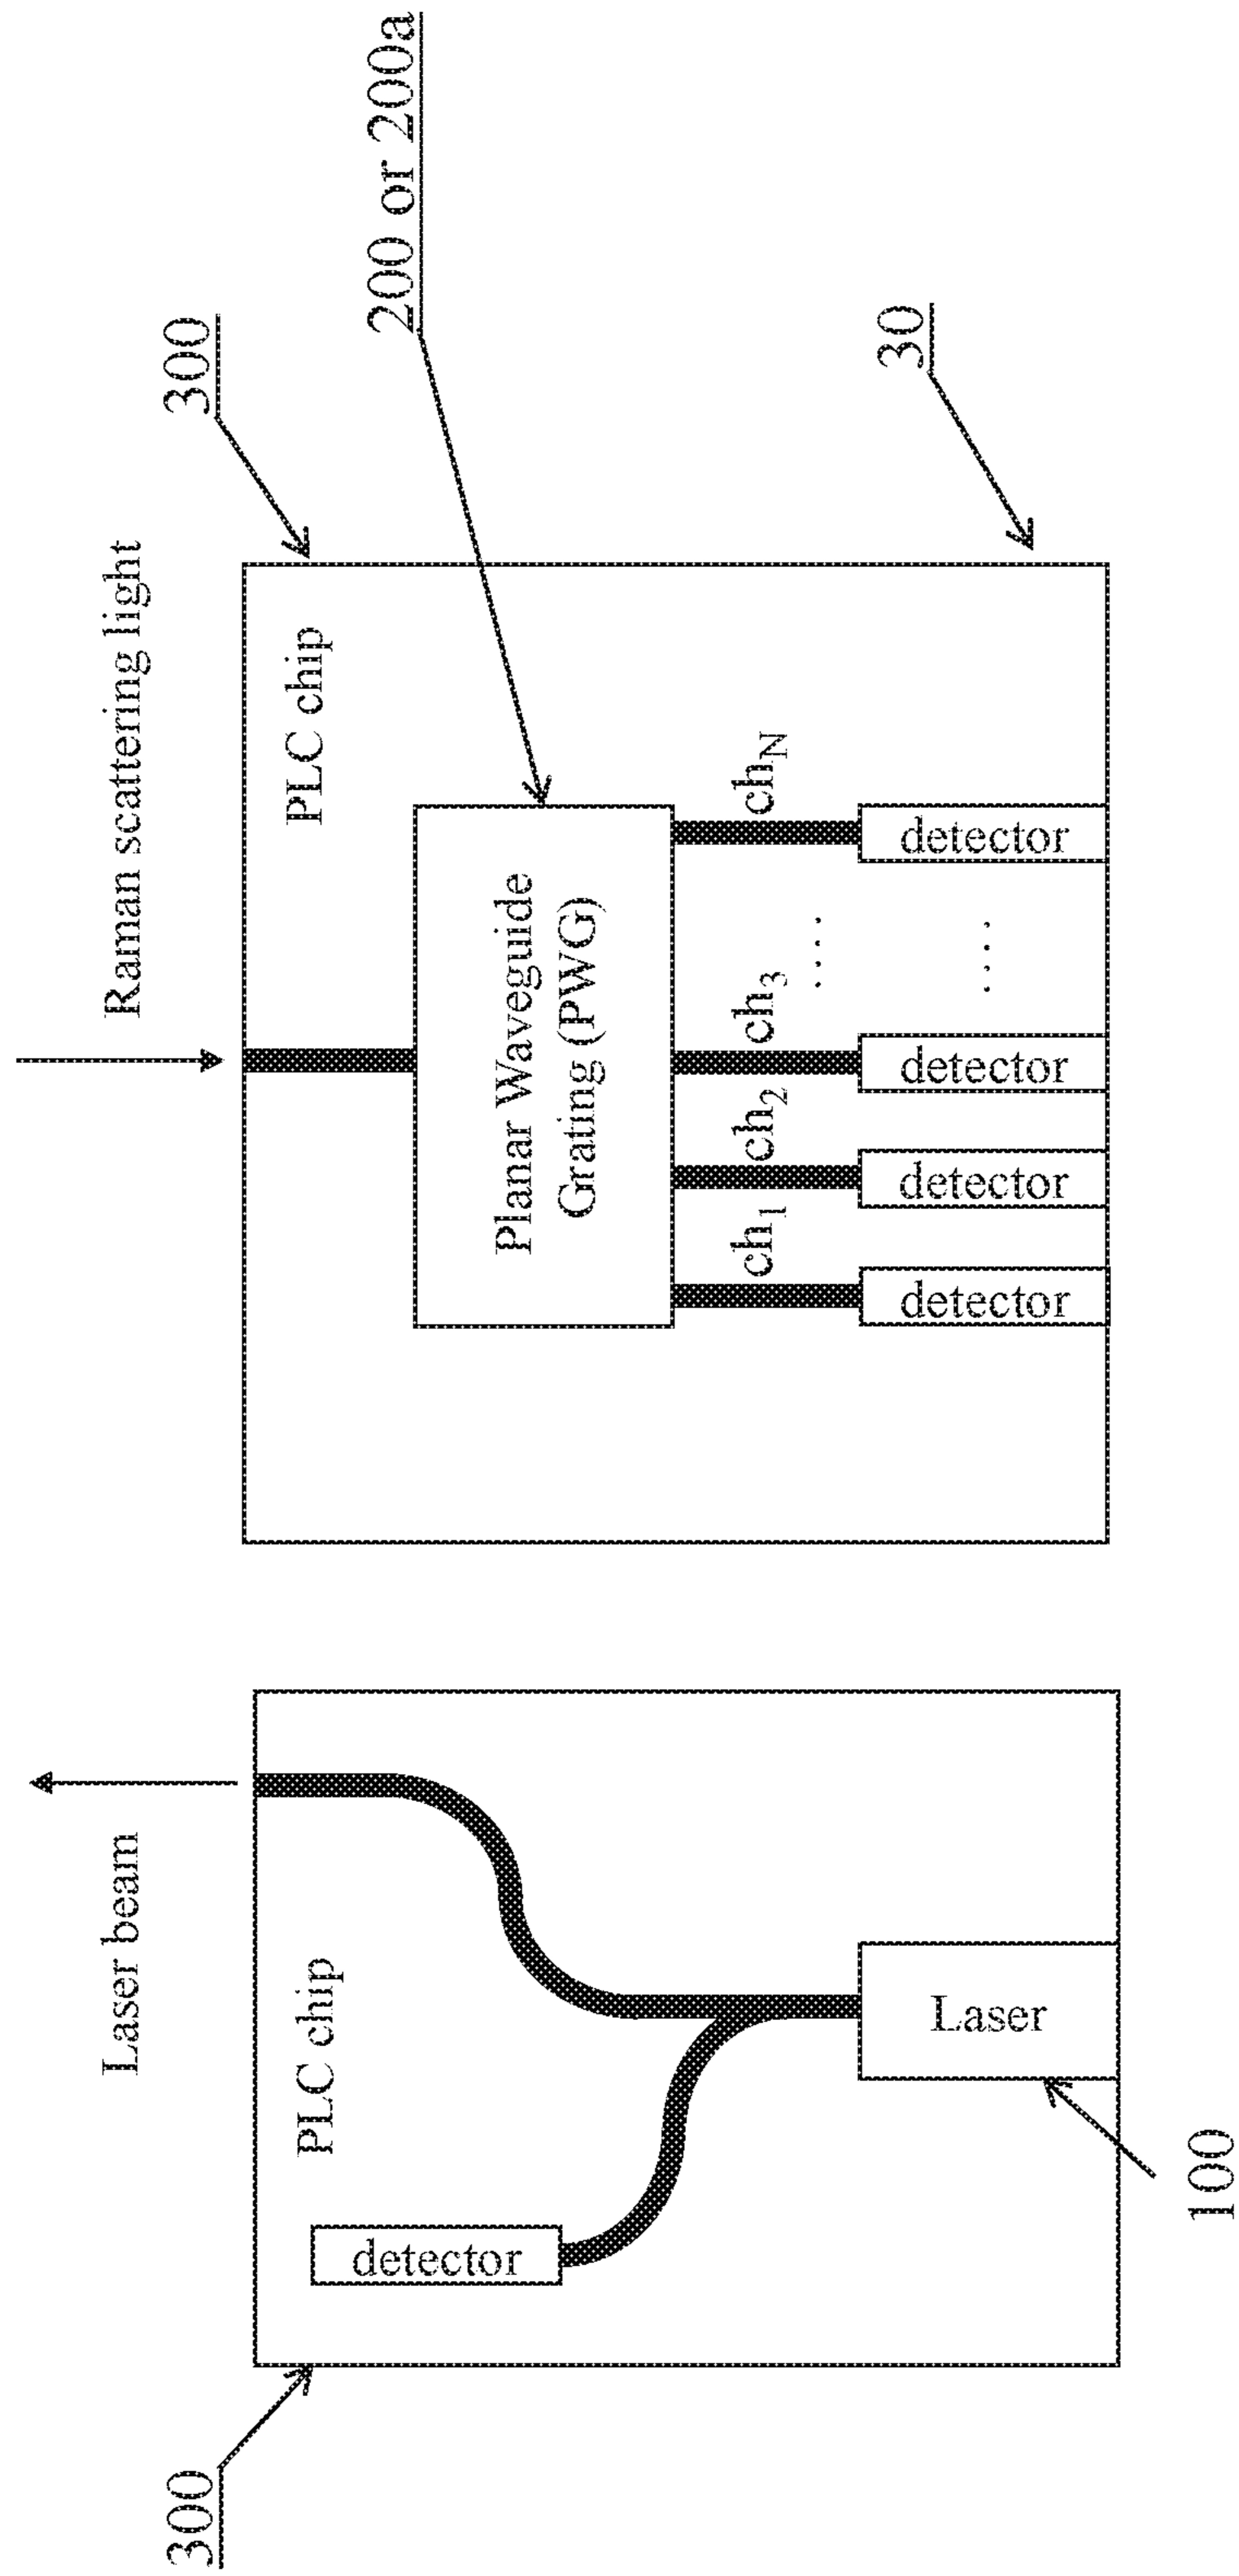 300
Laser beam
PLC chip
detector
Laser
100
Raman scattering light
300
PLC chip
200 or 200a
Planar Waveguide
Grating (PWG)
ch1
ch2
ch3
....
chN
detector
detector
detector
....
detector
30